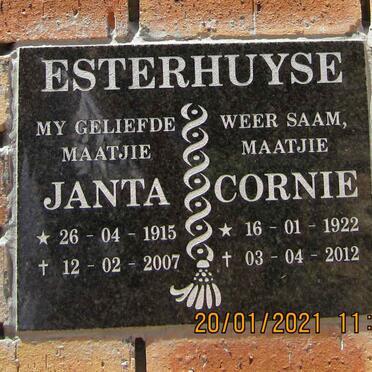 ESTERHUYSE
MY GELIEFDE
MAATJIE
JANTA
★ 26 - 04 - 1915
✝ 12 - 02 - 2007
WEER SAAM,
MAATJIE
CORNIE
★ 16 - 01 - 1922
✝ 03 - 04 - 2012
20/01/2021 11: